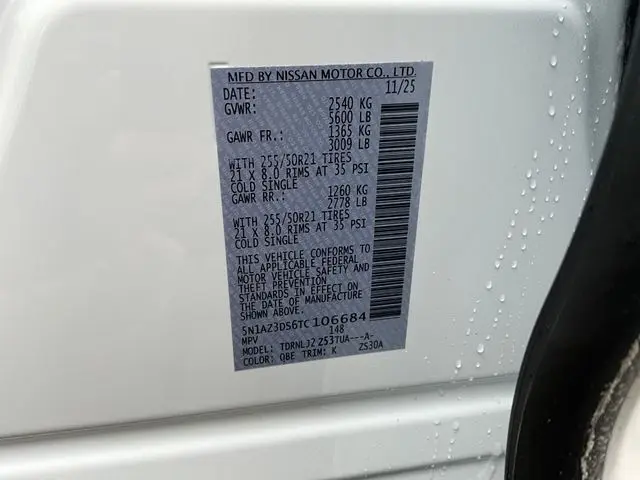 MFD BY NISSAN MOTOR CO., LTD.
DATE: 11/25
GVWR: 2540 KG
5600 LB
GAWR FR.: 1365 KG
3009 LB
WITH 255/50R21 TIRES
21 X 8.0 RIMS AT 35 PSI
COLD SINGLE
GAWR RR.: 1260 KG
2778 LB
WITH 255/50R21 TIRES
21 X 8.0 RIMS AT 35 PSI
COLD SINGLE
THIS VEHICLE CONFORMS TO
ALL APPLICABLE FEDERAL
MOTOR VEHICLE SAFETY AND
THEFT PREVENTION
STANDARDS IN EFFECT ON
THE DATE OF MANUFACTURE
SHOWN ABOVE.
5N1AZ3DS6TC106684
MPV 148
MODEL: TDRNLJ2 Z53TUA---A-
COLOR: QBE TRIM: K ZS30A